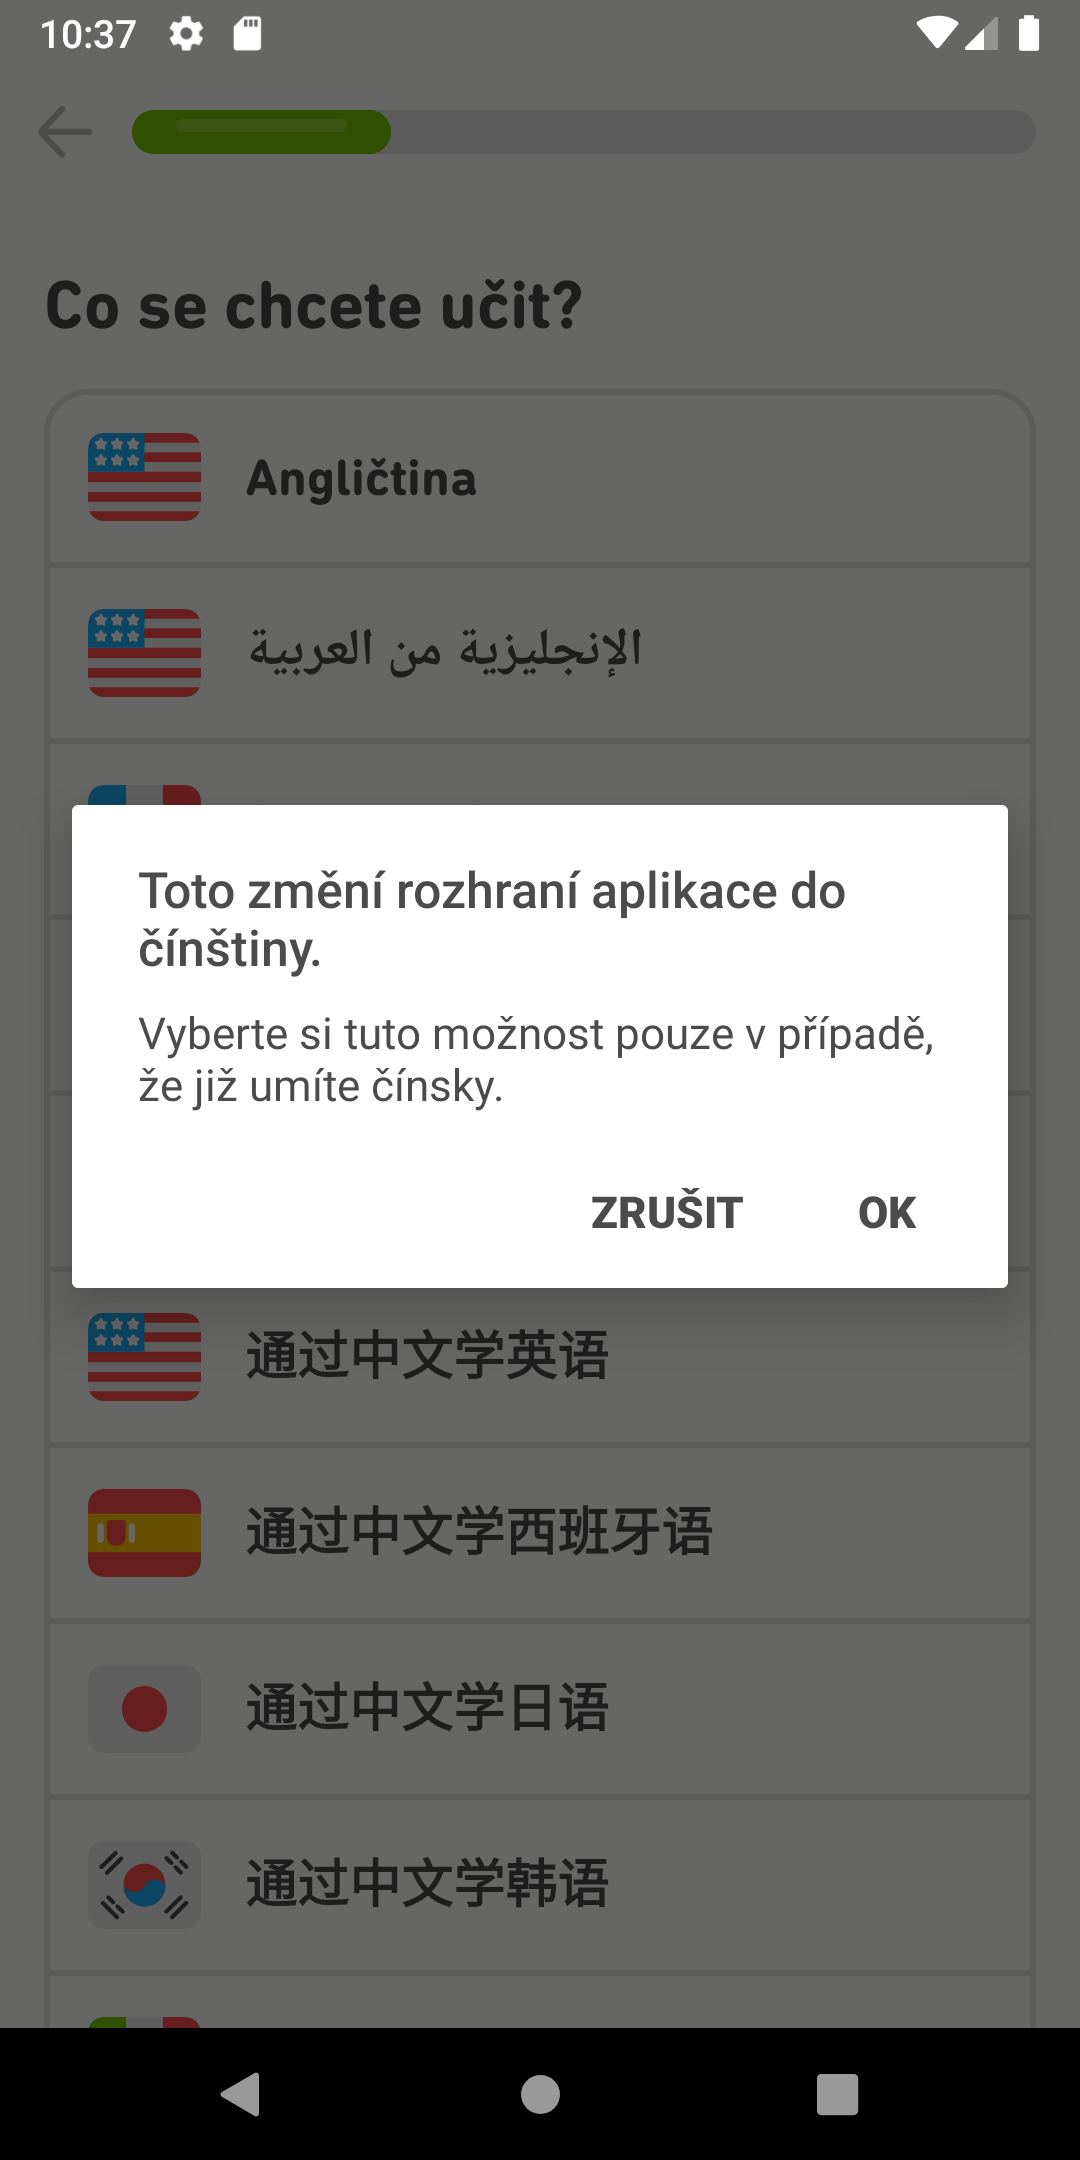 10:37
Co se chcete učit?
Angličtina
الإنجليزية من العربية
Toto změní rozhraní aplikace do
čínštiny.
Vyberte si tuto možnost pouze v případě,
že již umíte čínsky.
ZRUŠIT OK
通过中文学英语
通过中文学西班牙语
通过中文学日语
通过中文学韩语